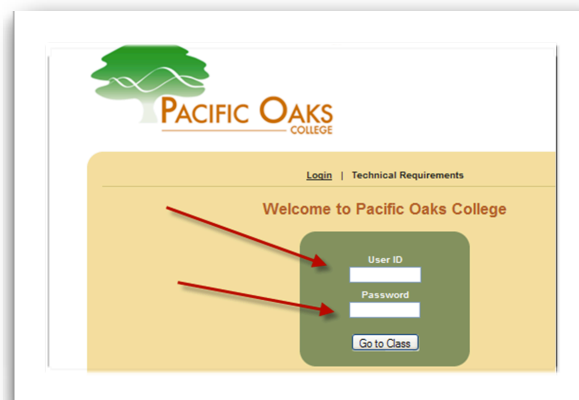 PACIFIC OAKS
COLLEGE
Login | Technical Requirements
Welcome to Pacific Oaks College
User ID
Password
Go to Class